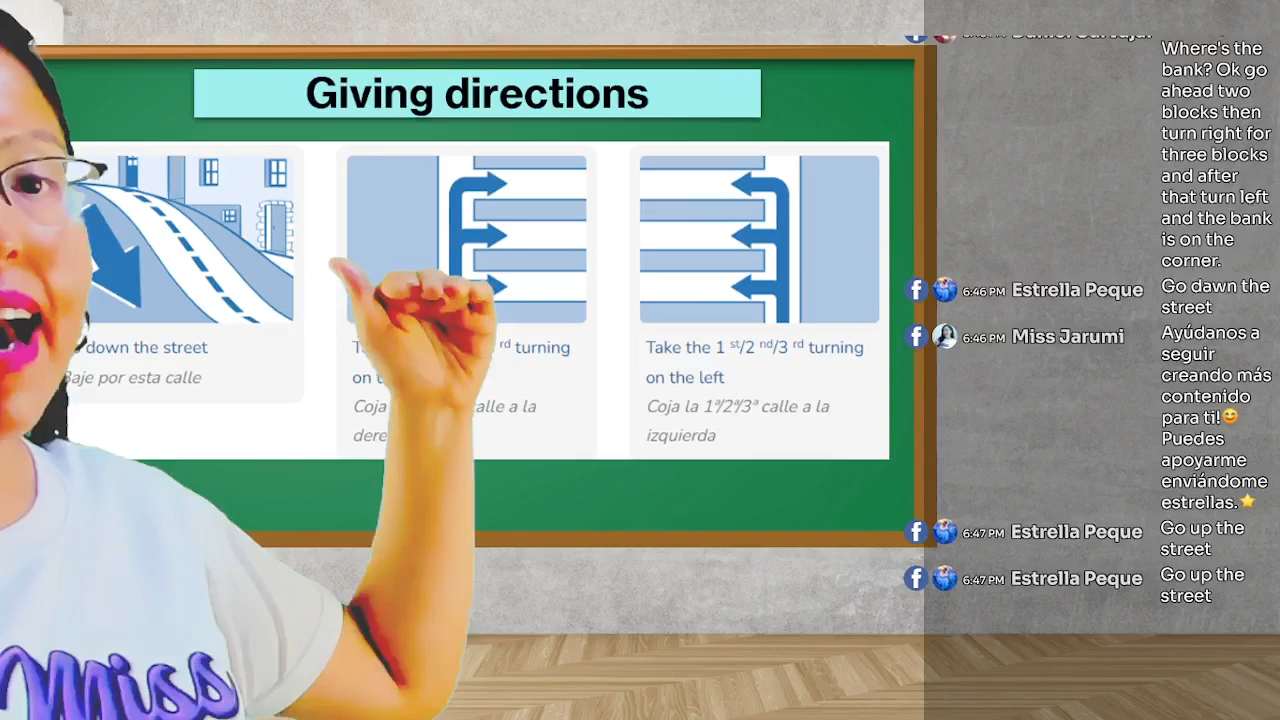 Giving directions
down the street
Baje por esta calle
rd turning
on
Coja
calle a la
Take the 1 st/2 nd/3 rd turning
on the left
Coja la 1ª/2ª/3ª calle a la
izquierda
Miss
Where's the
bank? Ok go
ahead two
blocks then
turn right for
three blocks
and after
that turn left
and the bank
is on the
corner.
6:46 PM Estrella Peque Go dawn the
street
6:46 PM Miss Jarumi Ayúdanos a
seguir
creando más
contenido
para ti!😊
Puedes
apoyarme
enviándome
estrellas.⭐
6:47 PM Estrella Peque Go up the
street
6:47 PM Estrella Peque Go up the
street